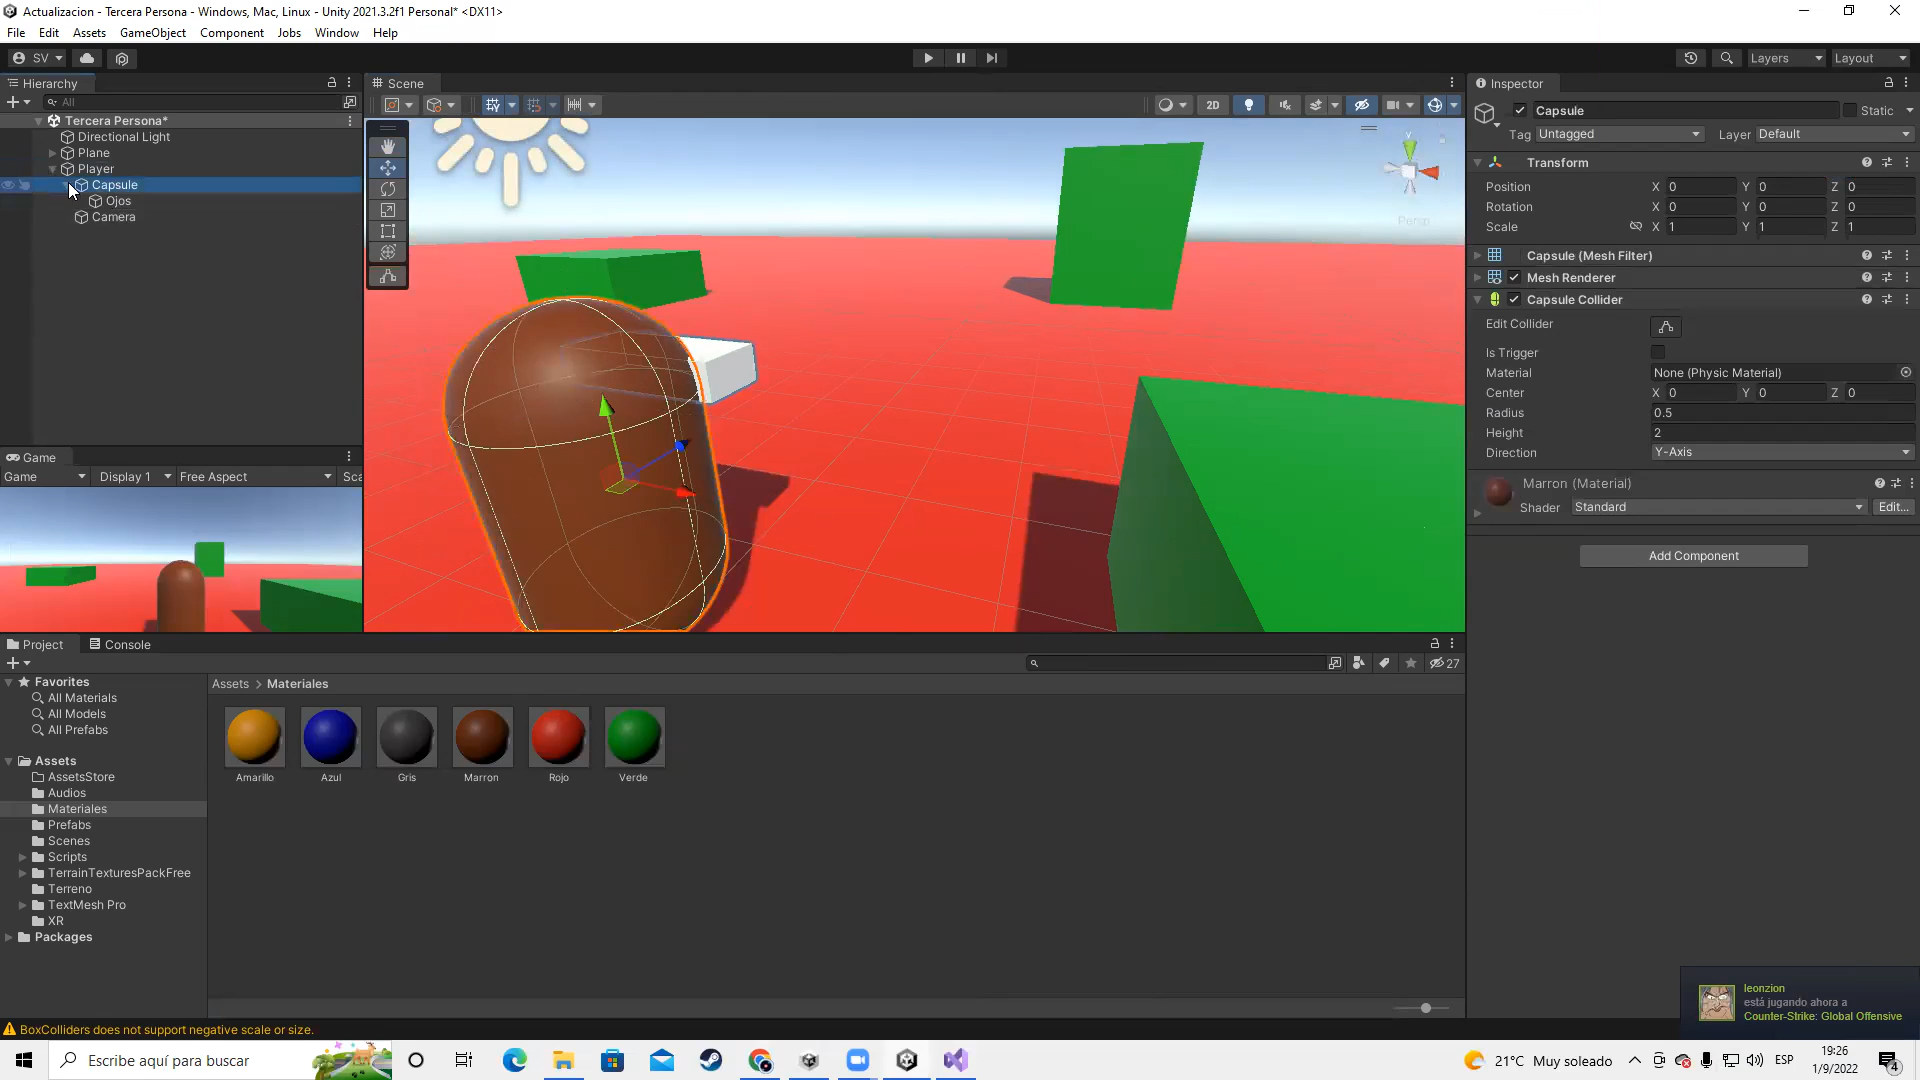 Actualizacion - Tercera Persona - Windows, Mac, Linux - Unity 2021.3.2f1 Personal* <DX11>
File Edit Assets GameObject Component Jobs Window Help
SV
Layers Layout
Hierarchy
All
Tercera Persona*
Directional Light
Plane
Player
Capsule
Ojos
Camera
Scene
2D
Persp
Y
Game
Game Display 1 Free Aspect Sca
Inspector
Capsule Static
Tag Untagged Layer Default
Transform
Position X 0 Y 0 Z 0
Rotation X 0 Y 0 Z 0
Scale X 1 Y 1 Z 1
Capsule (Mesh Filter)
Mesh Renderer
Capsule Collider
Edit Collider
Is Trigger
Material None (Physic Material)
Center X 0 Y 0 Z 0
Radius 0.5
Height 2
Direction Y-Axis
Marron (Material)
Shader Standard Edit...
Add Component
Project Console
27
Favorites
All Materials
All Models
All Prefabs
Assets
AssetsStore
Audios
Materiales
Prefabs
Scenes
Scripts
TerrainTexturesPackFree
Terreno
TextMesh Pro
XR
Packages
Assets > Materiales
Amarillo Azul Gris Marron Rojo Verde
leonzion
está jugando ahora a
Counter-Strike: Global Offensive
BoxColliders does not support negative scale or size.
Escribe aquí para buscar
21°C Muy soleado
ESP
19:26
1/9/2022
4